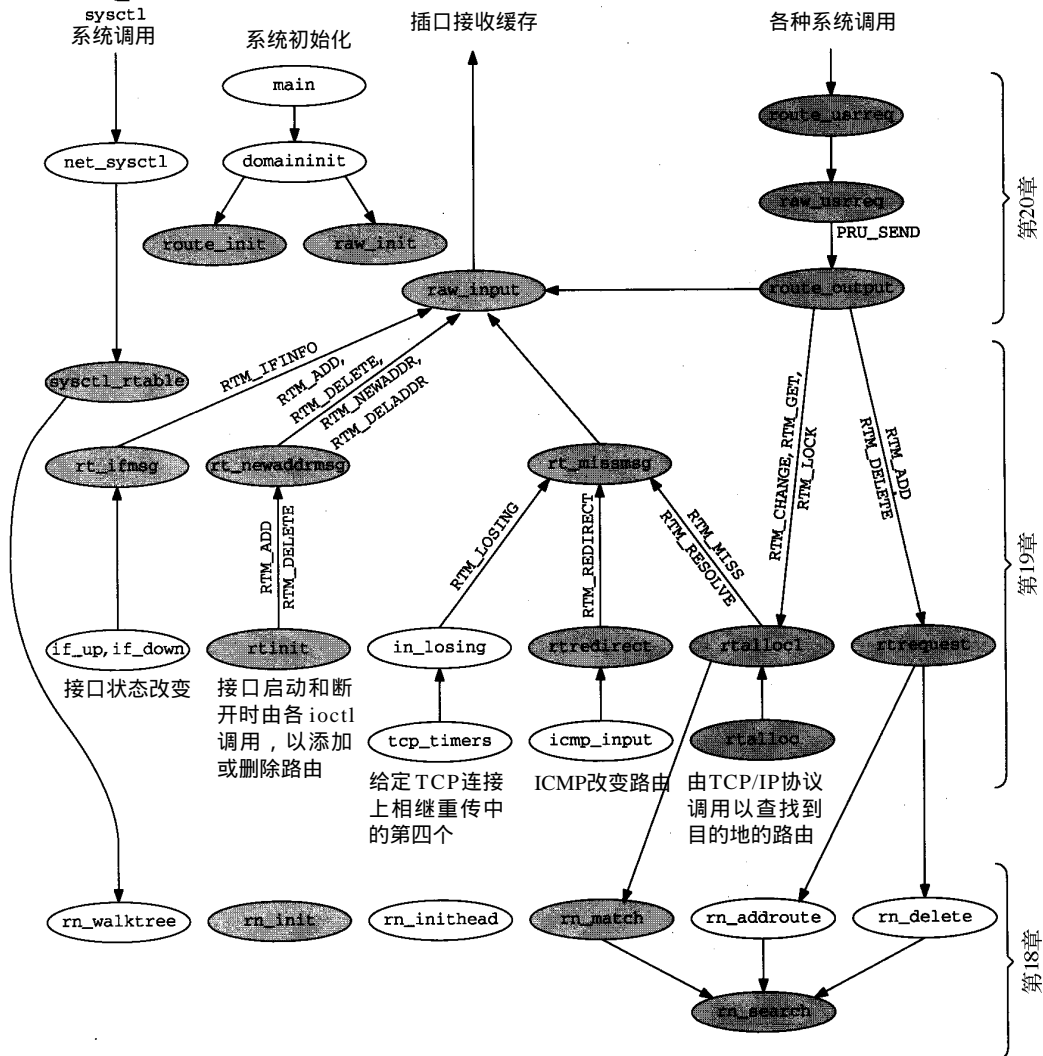 sysctl
系统调用
系统初始化
插口接收缓存
各种系统调用
main
route_usrreq
net_sysctl
domaininit
raw_usrreq
PRU_SEND
route_init
raw_init
raw_input
route_output
第20章
sysctl_rtable
RTM_IFINFO
RTM_ADD,
RTM_DELETE,
RTM_NEWADDR,
RTM_DELADDR
rt_ifmsg
rt_newaddrmsg
rt_missmsg
RTM_CHANGE, RTM_GET,
RTM_LOCK
RTM_ADD
RTM_DELETE
RTM_ADD
RTM_DELETE
RTM_LOSING
RTM_REDIRECT
RTM_MISS
RTM_RESOLVE
第19章
if_up, if_down
rtinit
in_losing
rtredirect
rtalloc1
rtrequest
接口状态改变
接口启动和断
开时由各 ioctl
调用，以添加
或删除路由
tcp_timers
icmp_input
rtalloc
给定TCP连接
上相继重传中
的第四个
ICMP改变路由
由TCP/IP协议
调用以查找到
目的地的路由
rn_walktree
rn_init
rn_inithead
rn_match
rn_addroute
rn_delete
rn_search
第18章